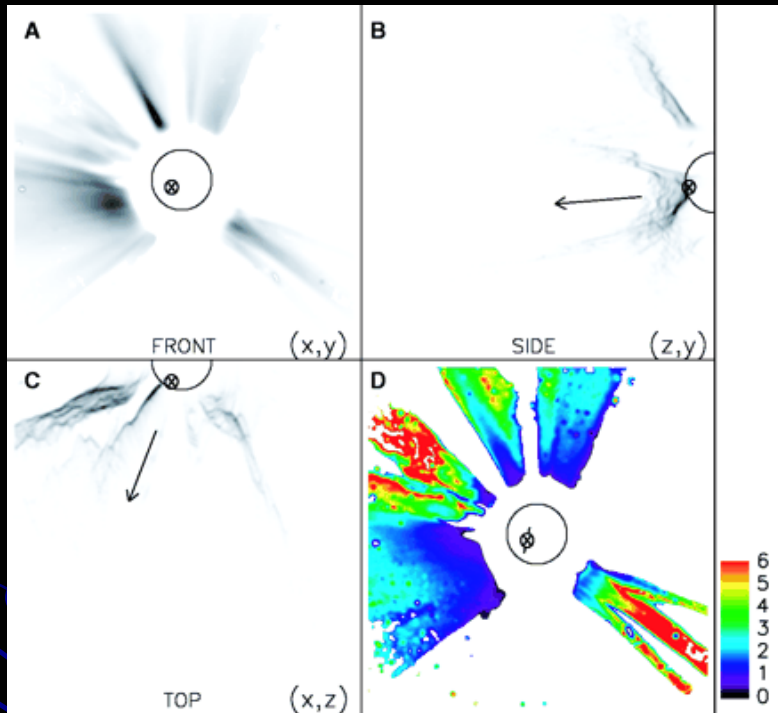 A
FRONT (x,y)
B
SIDE (z,y)
C
TOP (x,z)
D
6
5
4
3
2
1
0